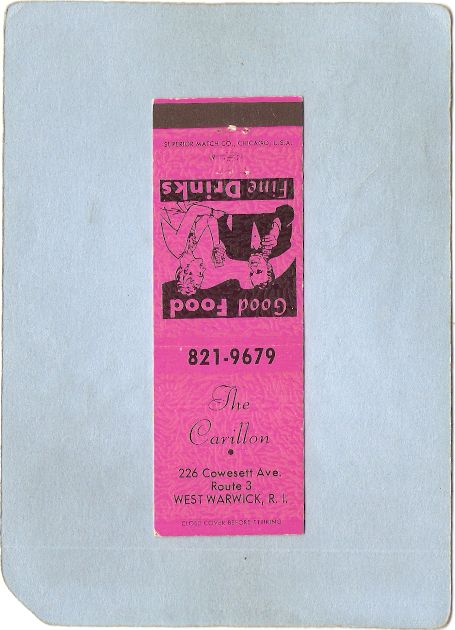 SUPERIOR MATCH CO., CHICAGO, U.S.A.
Fine Drinks
Good Food
821-9679
The
Carillon
226 Cowesett Ave.
Route 3
WEST WARWICK, R. I.
CLOSE COVER BEFORE STRIKING